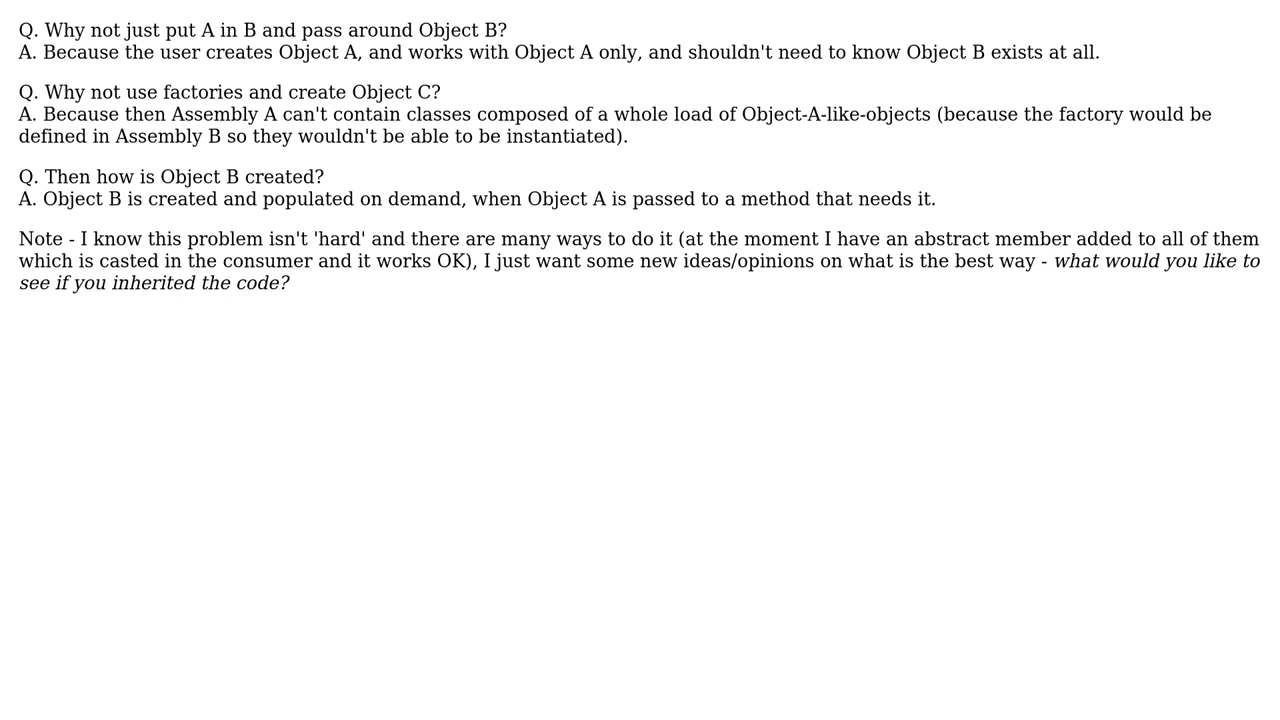 Q. Why not just put A in B and pass around Object B?
A. Because the user creates Object A, and works with Object A only, and shouldn't need to know Object B exists at all.
Q. Why not use factories and create Object C?
A. Because then Assembly A can't contain classes composed of a whole load of Object-A-like-objects (because the factory would be
defined in Assembly B so they wouldn't be able to be instantiated).
Q. Then how is Object B created?
A. Object B is created and populated on demand, when Object A is passed to a method that needs it.
Note - I know this problem isn't 'hard' and there are many ways to do it (at the moment I have an abstract member added to all of them
which is casted in the consumer and it works OK), I just want some new ideas/opinions on what is the best way - what would you like to
see if you inherited the code?